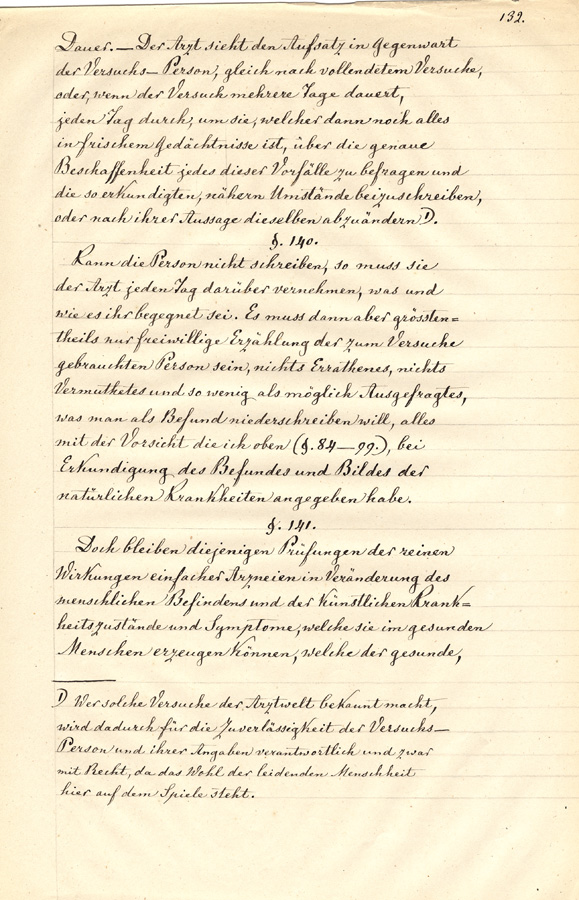 132.
Dauer. — Der Arzt sieht den Aufsatz in Gegenwart
der Versuchs-Person, gleich nach vollendetem Versuche,
oder, wenn der Versuch mehrere Tage dauert,
jeden Tag durch, um sie, welcher dann noch alles
in frischem Gedächtnisse ist, über die genaue
Beschaffenheit jedes dieser Vorfälle zu befragen und
die so erkundigten, nähern Umstände beizuschreiben,
oder nach ihrer Aussage dieselben abzuändern 1).
§. 140.
Kann die Person nicht schreiben, so muss sie
der Arzt jeden Tag darüber vernehmen, was und
wie es ihr begegnet sei. Es muss dann aber grössten=
theils nur freiwillige Erzählung der zum Versuche
gebrauchten Person sein, nichts Errathenes, nichts
Vermuthetes und so wenig als möglich Ausgefragtes,
was man als Befund niederschreiben will, alles
mit der Vorsicht die ich oben (§. 84—99.), bei
Erkundigung des Befundes und Bildes der
natürlichen Krankheiten angegeben habe.
§. 141.
Doch bleiben diejenigen Prüfungen der reinen
Wirkungen einfacher Arzneien in Veränderung des
menschlichen Befindens und der künstlichen Krank=
heitszustände und Symptome, welche sie im gesunden
Menschen erzeugen können, welche der gesunde,
1) Wer solche Versuche der Arztwelt bekannt macht,
wird dadurch für die Zuverlässigkeit der Versuchs-
Person und ihrer Angaben verantwortlich und zwar
mit Recht, da das Wohl der leidenden Menschheit
hier auf dem Spiele steht.